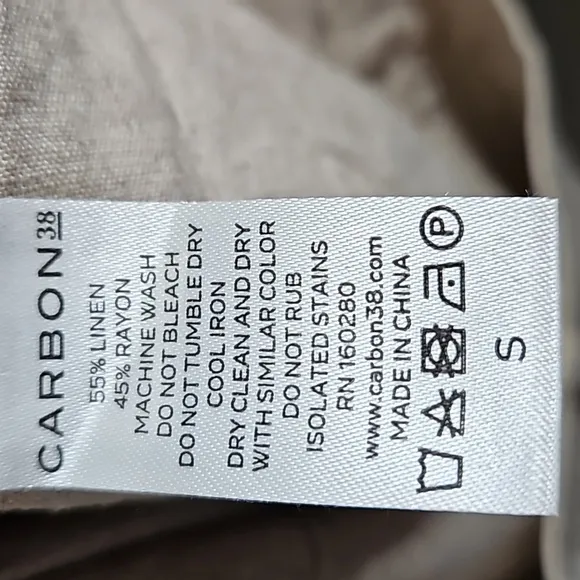 CARBON38
55% LINEN
45% RAYON
MACHINE WASH
DO NOT BLEACH
DO NOT TUMBLE DRY
COOL IRON
DRY CLEAN AND DRY
WITH SIMILAR COLOR
DO NOT RUB
ISOLATED STAINS
RN 160280
www.carbon38.com
MADE IN CHINA
P
S